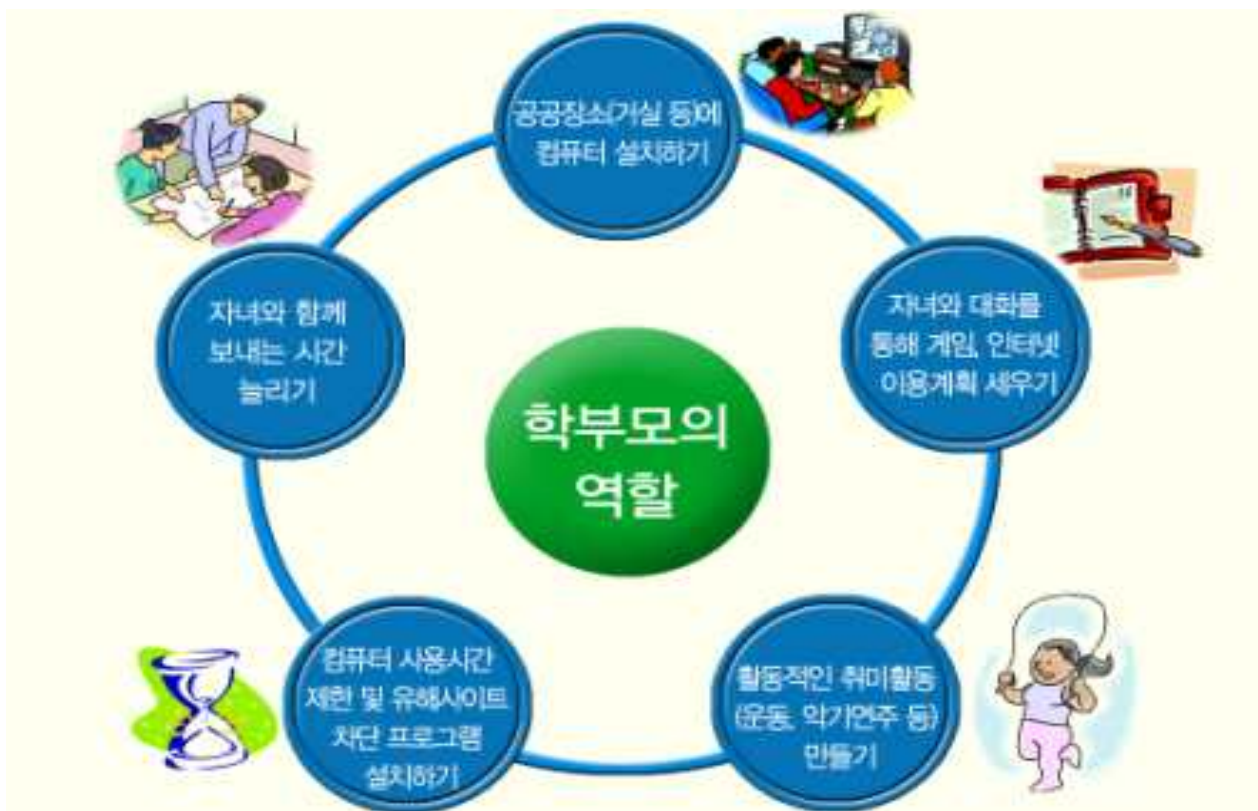 공공장소(거실 등)에
컴퓨터 설치하기
자녀와 대화를
통해 게임, 인터넷
이용계획 세우기
활동적인 취미활동
(운동, 악기연주 등)
만들기
컴퓨터 사용시간
제한 및 유해사이트
차단 프로그램
설치하기
자녀와 함께
보내는 시간
늘리기
학부모의
역할